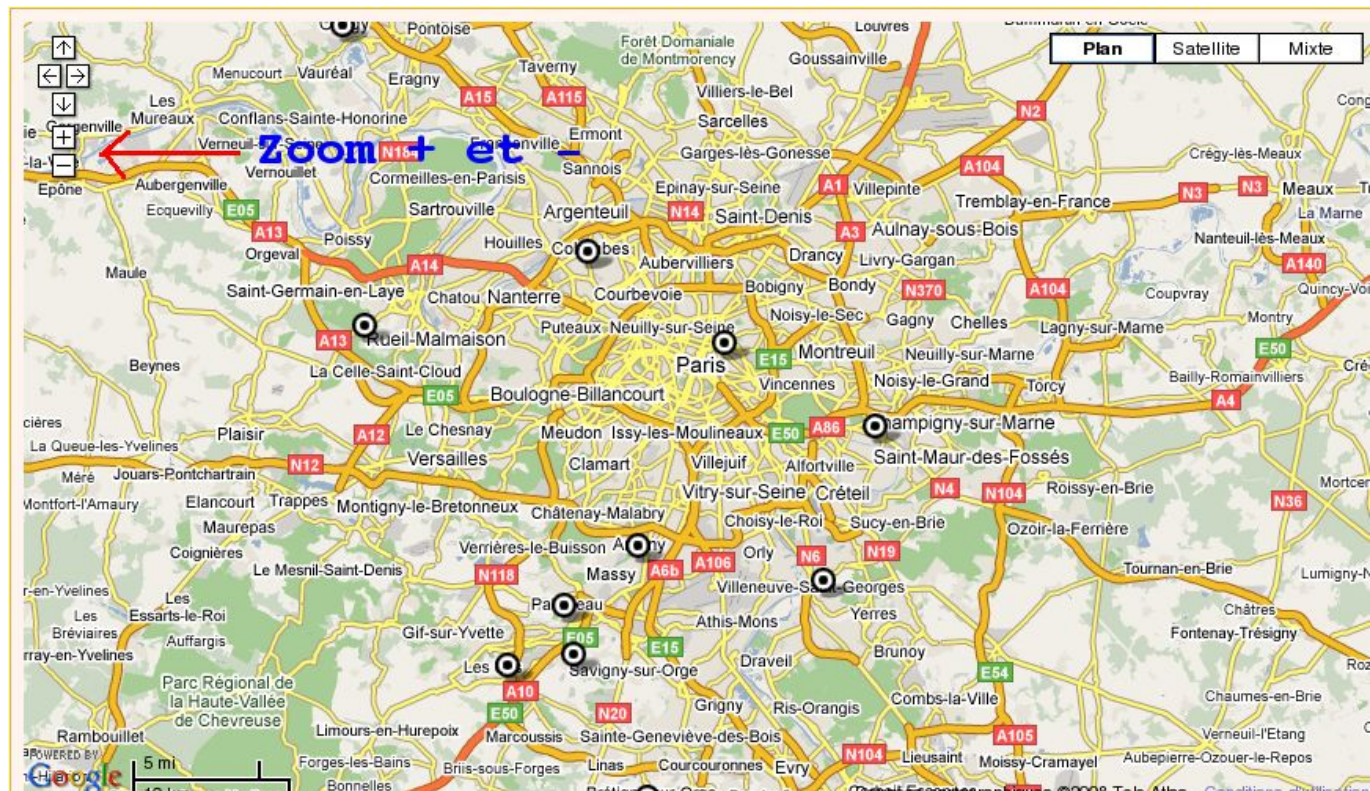 Pontoise
Louvres
Forêt Domaniale
de Montmorency
Goussainville
Plan
Satellite
Mixte
Menucourt
Vauréal
Eragny
Taverny
A15
A115
Villiers-le-Bel
N2
Les
Mureaux
Conflans-Sainte-Honorine
Ermont
Sarcelles
Zoom + et -
Vernouillet
Cormeilles-en-Parisis
Sannois
Garges-lès-Gonesse
A104
Crégy-lès-Meaux
Epône
Aubergenville
Epinay-sur-Seine
A1
Villepinte
N3
N3
Meaux
Ecquevilly
E05
Sartrouville
Argenteuil
N14
Saint-Denis
Tremblay-en-France
La Marne
A13
Poissy
Houilles
A3
Aulnay-sous-Bois
Nanteuil-lès-Meaux
Orgeval
A14
Aubervilliers
Drancy
Livry-Gargan
A140
Maule
Saint-Germain-en-Laye
Chatou
Nanterre
Courbevoie
Bobigny
Bondy
N370
A104
Coupvray
Puteaux
Neuilly-sur-Seine
Noisy-le-Sec
Gagny
Chelles
Lagny-sur-Marne
Montry
A13
Rueil-Malmaison
Paris
E15
Montreuil
Neuilly-sur-Marne
E50
Beynes
La Celle-Saint-Cloud
Vincennes
Noisy-le-Grand
Torcy
Bailly-Romainvilliers
E05
Boulogne-Billancourt
A4
Plaisir
A12
Le Chesnay
Meudon
Issy-les-Moulineaux
E50
A86
Champigny-sur-Marne
La Queue-les-Yvelines
N12
Versailles
Clamart
Villejuif
Alfortville
Saint-Maur-des-Fossés
Méré
Jouars-Pontchartrain
Montfort-l'Amaury
Elancourt
Trappes
Montigny-le-Bretonneux
Vitry-sur-Seine
Créteil
N4
N104
Roissy-en-Brie
N36
Maurepas
Châtenay-Malabry
Choisy-le-Roi
Sucy-en-Brie
Ozoir-la-Ferrière
Coignières
Verrières-le-Buisson
Orly
N6
N19
Le Mesnil-Saint-Denis
N118
Massy
A6b
A106
Villeneuve-Saint-Georges
Tournan-en-Brie
Les
Essarts-le-Roi
Les
Bréviaires
Auffargis
Gif-sur-Yvette
E05
E15
Athis-Mons
Yerres
Châtres
Fontenay-Trésigny
Les
Savigny-sur-Orge
Draveil
Brunoy
E54
Parc Régional de
la Haute-Vallée
de Chevreuse
A10
E50
N20
Grigny
Ris-Orangis
Combs-la-Ville
Chaumes-en-Brie
Rambouillet
Limours-en-Hurepoix
Marcoussis
Sainte-Geneviève-des-Bois
A105
Verneuil-l'Etang
POWERED BY
Google
5 mi
Forges-les-Bains
Briis-sous-Forges
Linas
Courcouronnes
Evry
N104
Lieusaint
Moissy-Cramayel
Aubepierre-Ozouer-le-Repos
Bonnelles